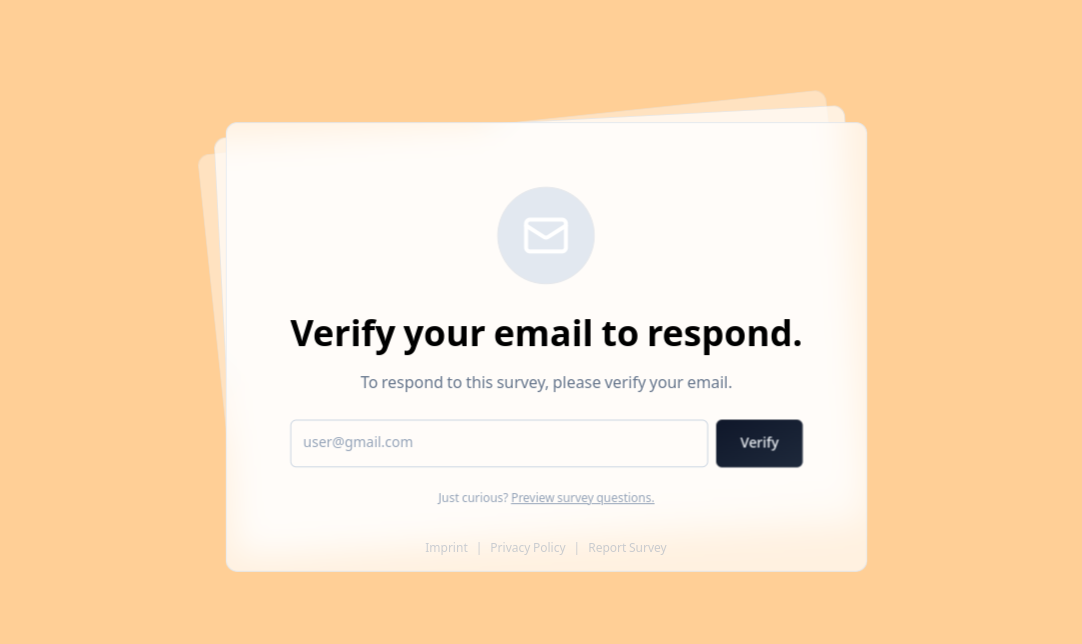 Verify your email to respond.
To respond to this survey, please verify your email.
user@gmail.com
Verify
Just curious? Preview survey questions.
Imprint | Privacy Policy | Report Survey